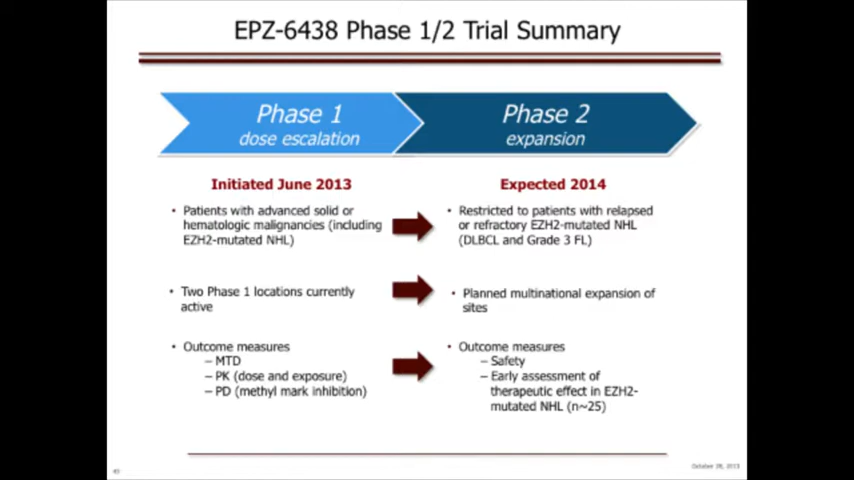 EPZ-6438 Phase 1/2 Trial Summary
Phase 1
dose escalation
Phase 2
expansion
Initiated June 2013
• Patients with advanced solid or
hematologic malignancies (including
EZH2-mutated NHL)
• Two Phase 1 locations currently
active
• Outcome measures
– MTD
– PK (dose and exposure)
– PD (methyl mark inhibition)
Expected 2014
• Restricted to patients with relapsed
or refractory EZH2-mutated NHL
(DLBCL and Grade 3 FL)
• Planned multinational expansion of
sites
• Outcome measures
– Safety
– Early assessment of
therapeutic effect in EZH2-
mutated NHL (n~25)
October 28, 2013